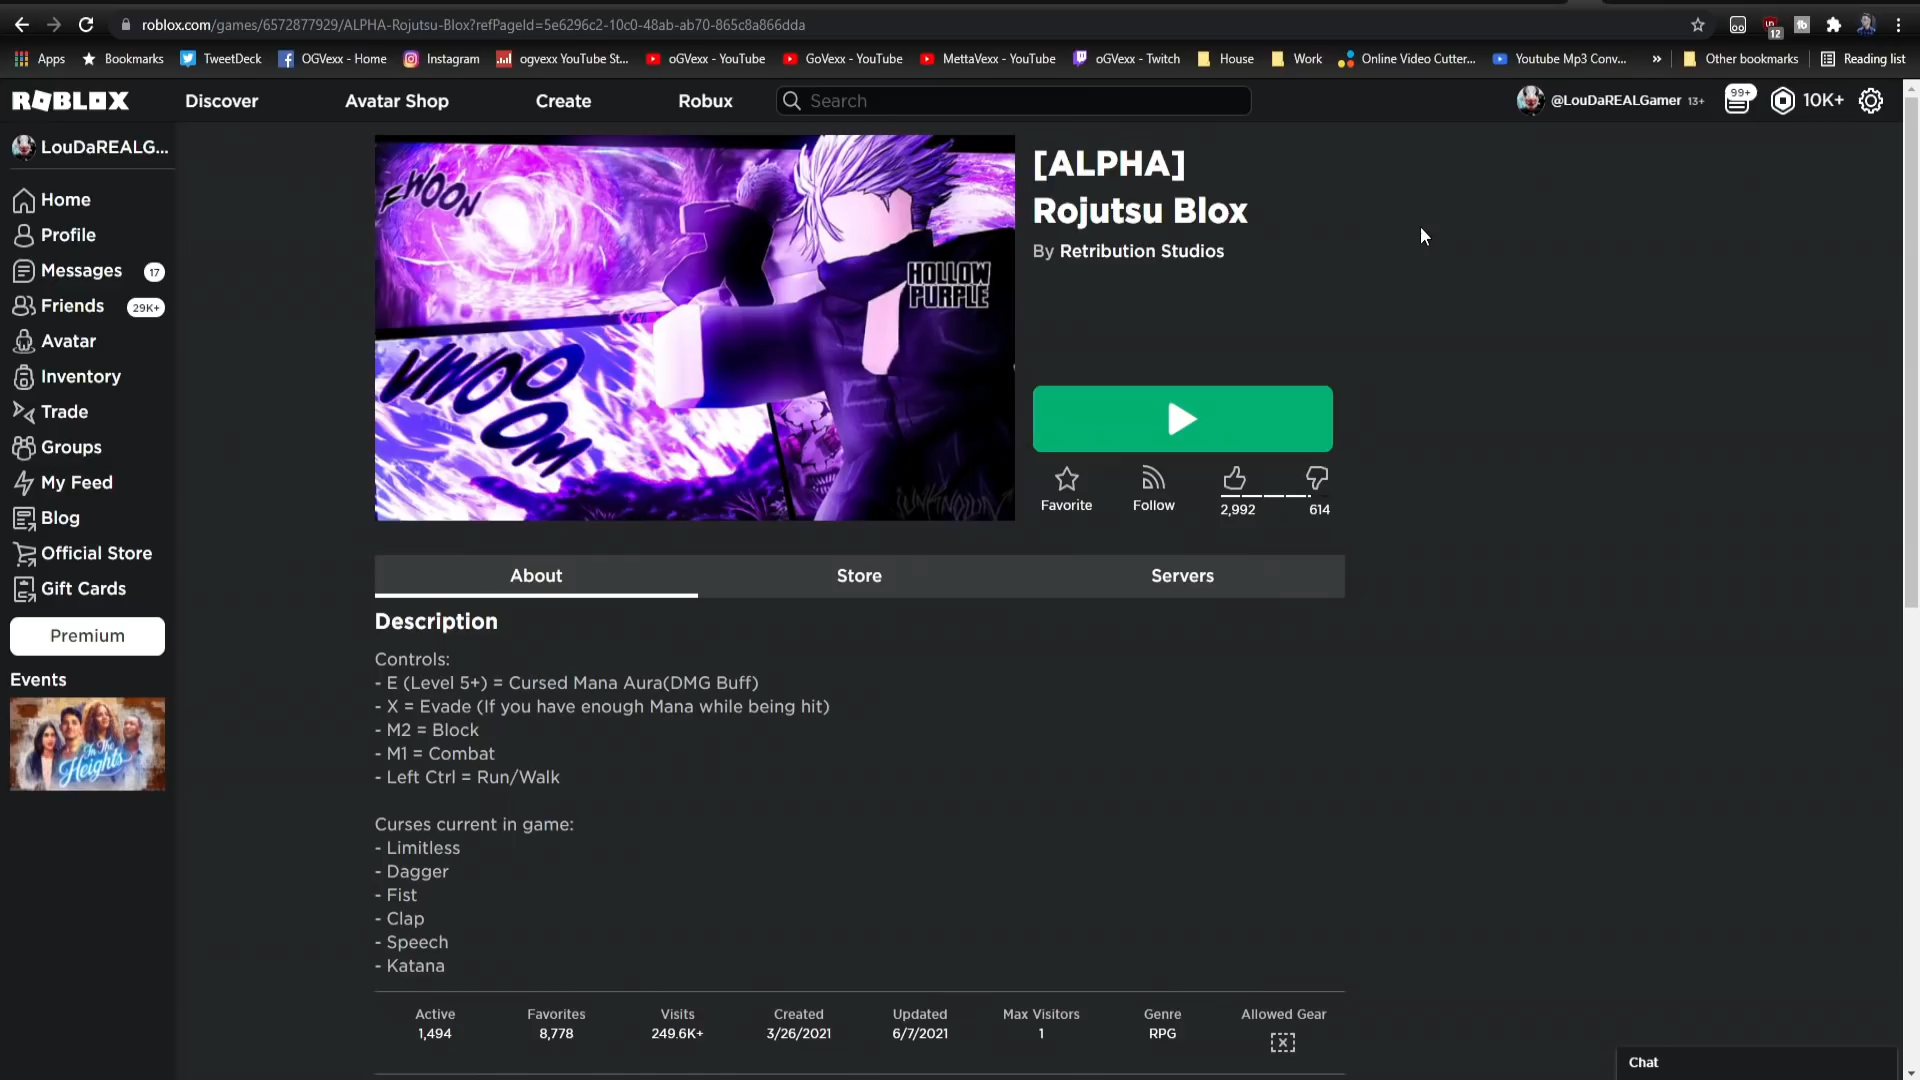 roblox.com/games/6572877929/ALPHA-Rojutsu-Blox?refPageId=5e6296c2-10c0-48ab-ab70-865c8a866dda
12
Apps Bookmarks TweetDeck OGVexx - Home Instagram ogvexx YouTube St... oGVexx - YouTube GoVexx - YouTube MettaVexx - YouTube oGVexx - Twitch House Work Online Video Cutter... Youtube Mp3 Conv... » Other bookmarks Reading list
ROBLOX Discover Avatar Shop Create Robux Search @LouDaREALGamer 13+ 99+ 10K+
LouDaREALG...
Home
Profile
Messages 17
Friends 29K+
Avatar
Inventory
Trade
Groups
My Feed
Blog
Official Store
Gift Cards
Premium
Events
In The
Heights
VWOO
OM
HOLLOW
PURPLE
[ALPHA]
Rojutsu Blox
By Retribution Studios
Favorite Follow 2,992 614
About Store Servers
Description
Controls:
- E (Level 5+) = Cursed Mana Aura(DMG Buff)
- X = Evade (If you have enough Mana while being hit)
- M2 = Block
- M1 = Combat
- Left Ctrl = Run/Walk
Curses current in game:
- Limitless
- Dagger
- Fist
- Clap
- Speech
- Katana
Active Favorites Visits Created Updated Max Visitors Genre Allowed Gear
1,494 8,778 249.6K+ 3/26/2021 6/7/2021 1 RPG
Chat